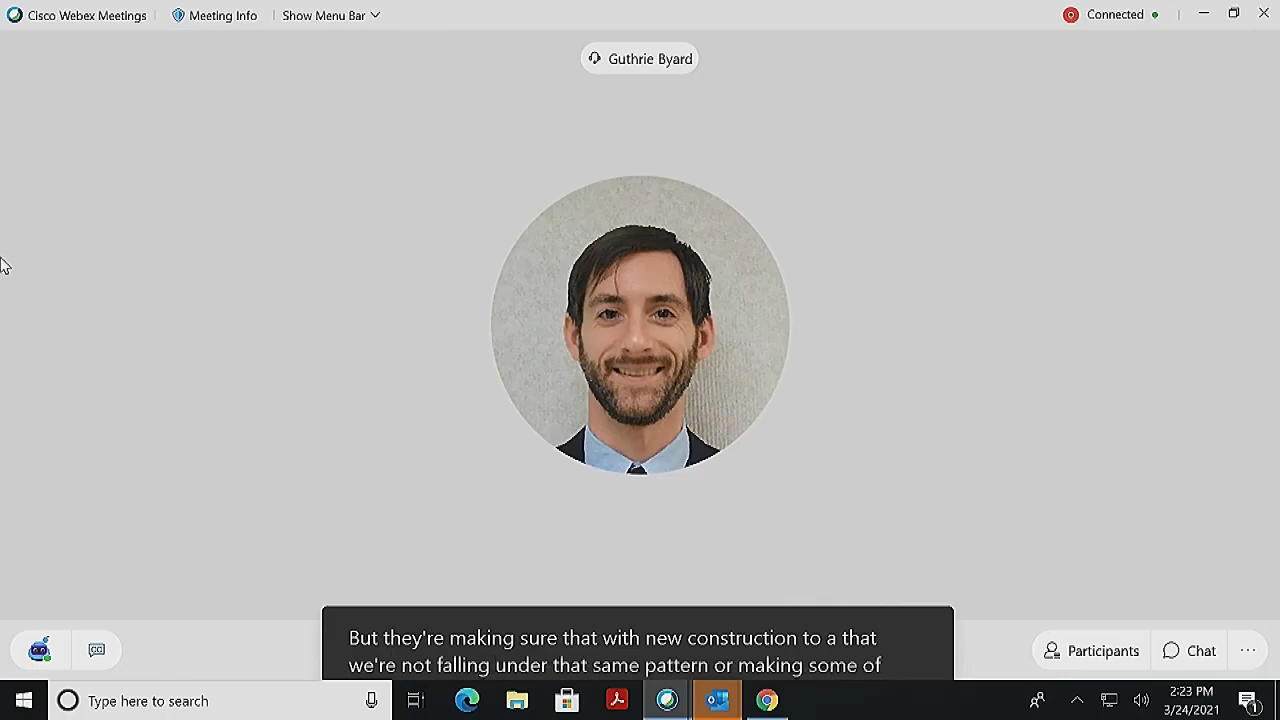 Cisco Webex Meetings
Meeting Info
Show Menu Bar
Connected
Guthrie Byard
But they're making sure that with new construction to a that
we're not falling under that same pattern or making some of
CC
Participants
Chat
Type here to search
2:23 PM
3/24/2021
1